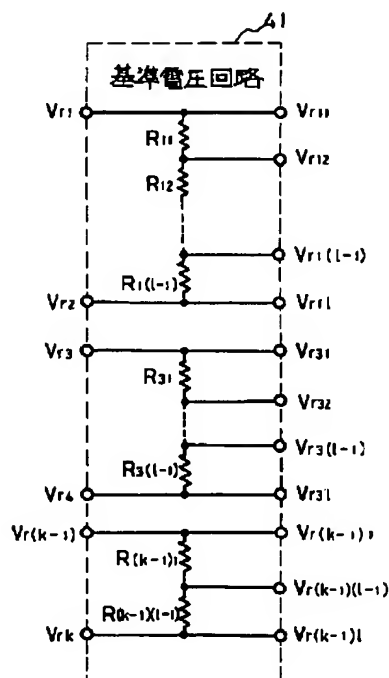 41
基準電圧回路
Vr1 Vr11
R11
Vr12
R12
Vr1(l-1)
R1(l-1)
Vr2 Vr1l
Vr3 Vr31
R31
Vr32
Vr3(l-1)
R3(l-1)
Vr4 Vr3l
Vr(k-1) Vr(k-1)1
R(k-1)1
Vr(k-1)(l-1)
R(k-1)(l-1)
Vrk Vr(k-1)l